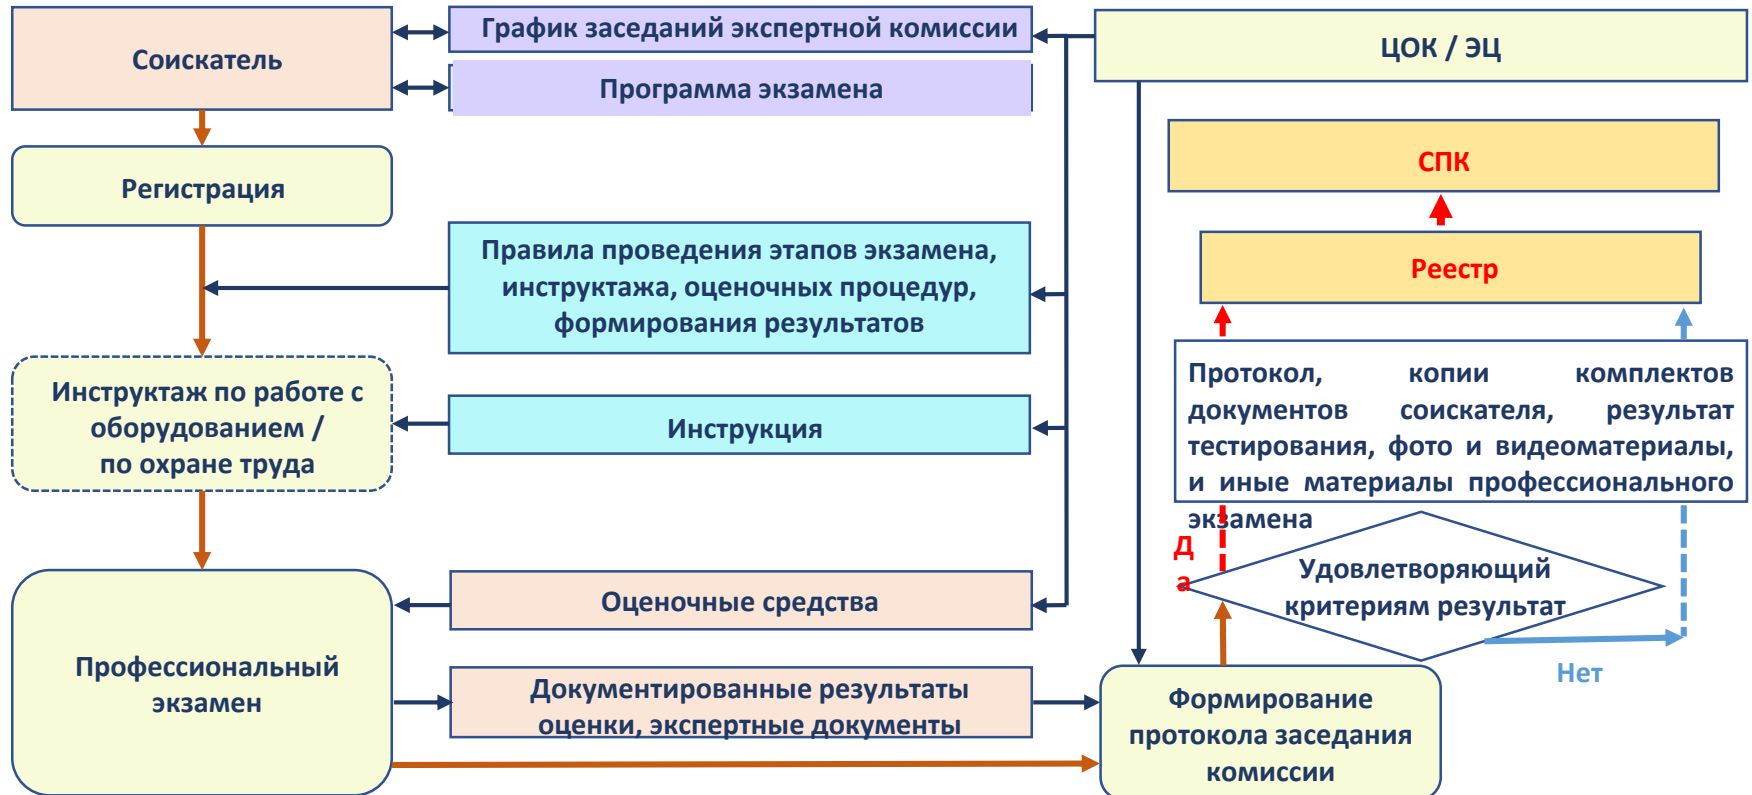 График заседаний экспертной комиссии
ЦОК / ЭЦ
Соискатель
Программа экзамена
СПК
Регистрация
Правила проведения этапов экзамена,
инструктажа, оценочных процедур,
формирования результатов
Реестр
Протокол, копии комплектов
документов соискателя, результат
тестирования, фото и видеоматериалы,
и иные материалы профессионального
экзамена
Инструктаж по работе с
оборудованием /
по охране труда
Инструкция
Д
а
Удовлетворяющий
критериям результат
Нет
Оценочные средства
Профессиональный
экзамен
Документированные результаты
оценки, экспертные документы
Формирование
протокола заседания
комиссии